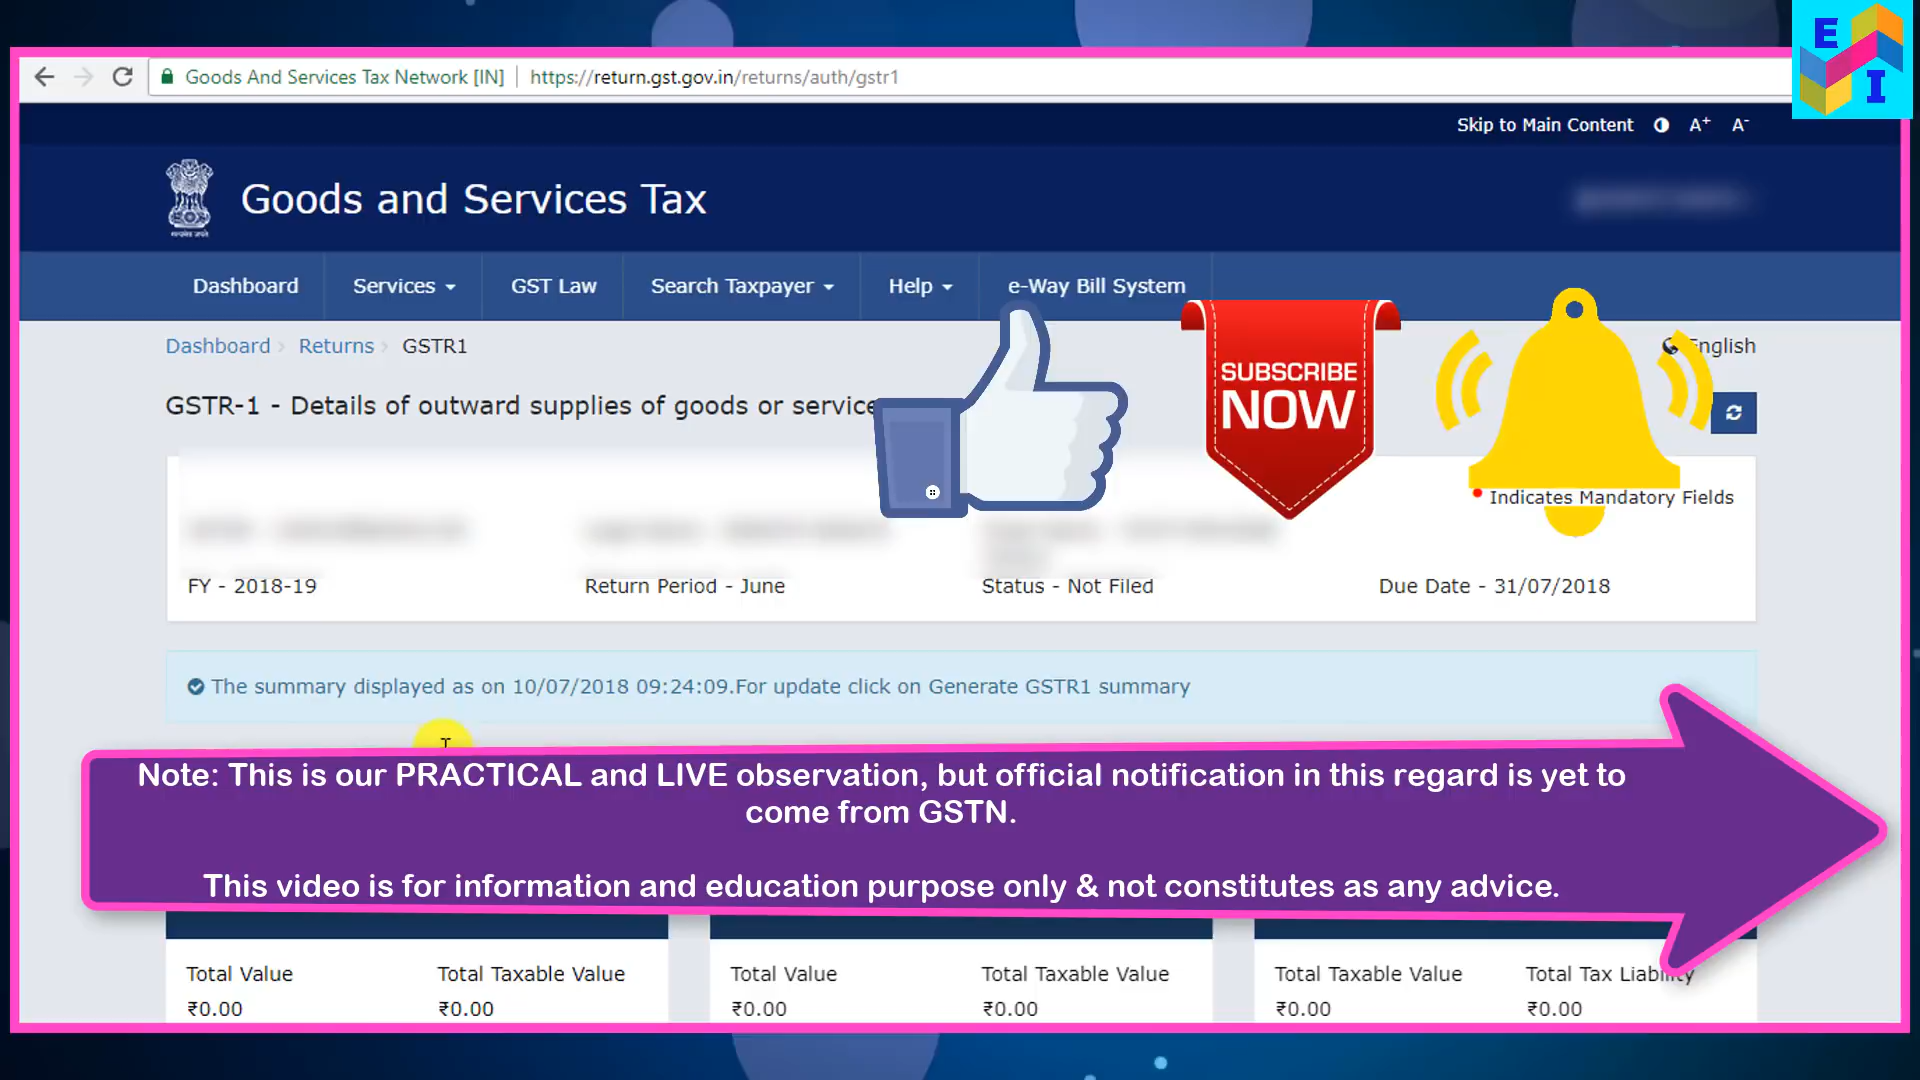 E
I
Goods And Services Tax Network [IN] | https://return.gst.gov.in/returns/auth/gstr1
Skip to Main Content A+ A-
Goods and Services Tax
Dashboard Services GST Law Search Taxpayer Help e-Way Bill System
Dashboard Returns GSTR1
English
GSTR-1 - Details of outward supplies of goods or service
SUBSCRIBE
NOW
Indicates Mandatory Fields
FY - 2018-19 Return Period - June Status - Not Filed Due Date - 31/07/2018
The summary displayed as on 10/07/2018 09:24:09.For update click on Generate GSTR1 summary
Note: This is our PRACTICAL and LIVE observation, but official notification in this regard is yet to
come from GSTN.
This video is for information and education purpose only & not constitutes as any advice.
Total Value Total Taxable Value Total Value Total Taxable Value Total Taxable Value Total Tax Liability
₹0.00 ₹0.00 ₹0.00 ₹0.00 ₹0.00 ₹0.00